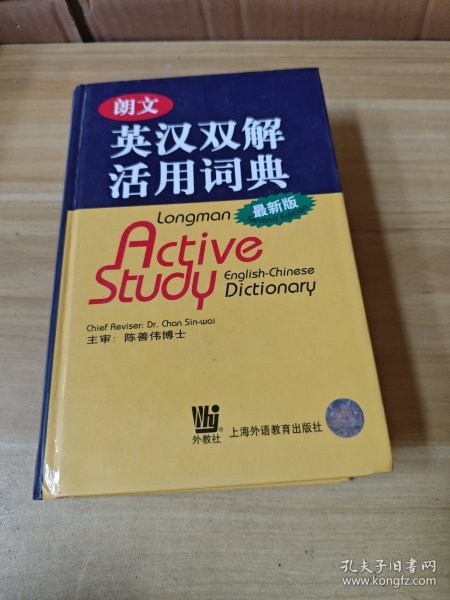 朗文
英汉双解
活用词典
最新版
Second Edition
Longman
Active
Study
English-Chinese
Dictionary
Chief Reviser: Dr. Chan Sin-wai
主审：陈善伟博士
Whj
外教社
上海外语教育出版社
孔夫子旧书网
www.kongfz.com